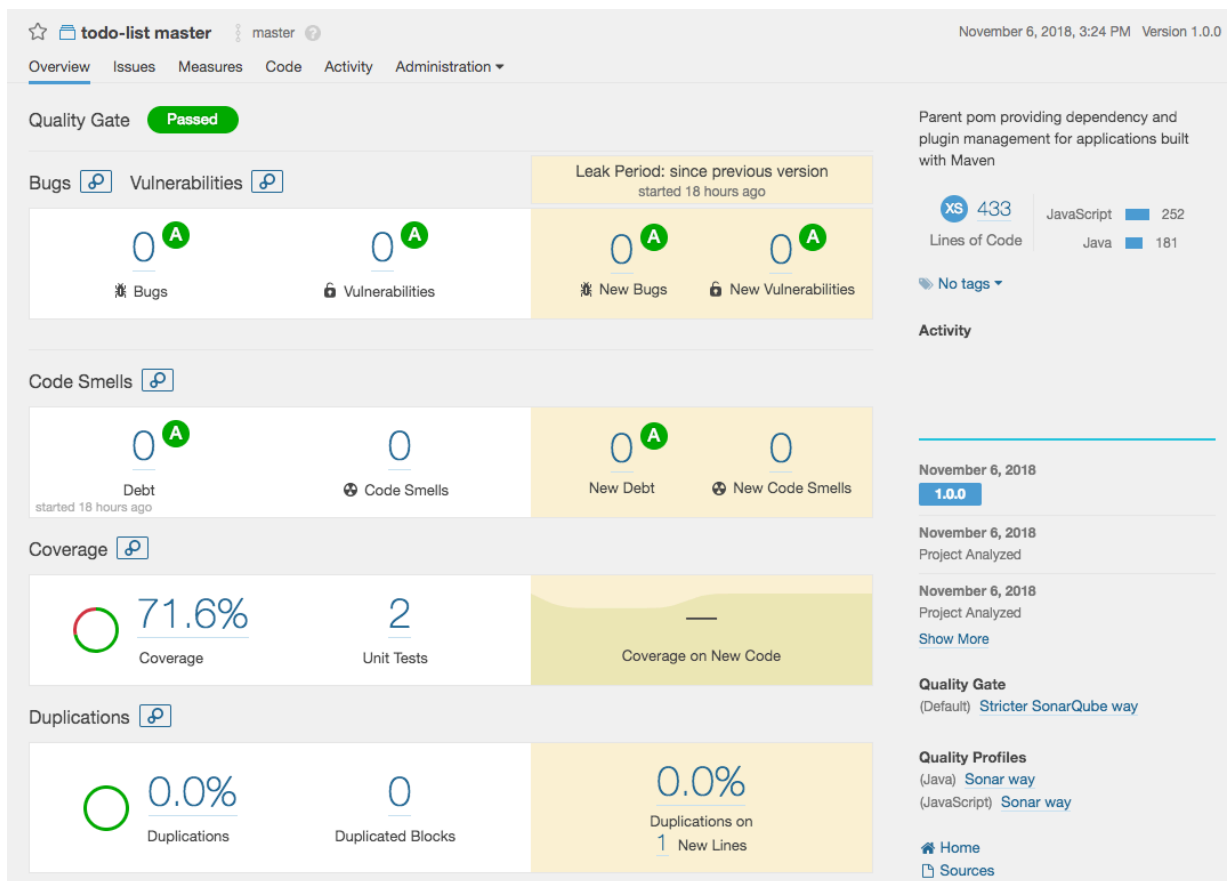 todo-list master master ?
November 6, 2018, 3:24 PM Version 1.0.0
Overview Issues Measures Code Activity Administration
Quality Gate Passed
Bugs Vulnerabilities
Leak Period: since previous version
started 18 hours ago
0 A
Bugs
0 A
Vulnerabilities
0 A
New Bugs
0 A
New Vulnerabilities
Code Smells
0 A
Debt
started 18 hours ago
0
Code Smells
0 A
New Debt
0
New Code Smells
Coverage
71.6%
Coverage
2
Unit Tests
—
Coverage on New Code
Duplications
0.0%
Duplications
0
Duplicated Blocks
0.0%
Duplications on
1 New Lines
Parent pom providing dependency and
plugin management for applications built
with Maven
XS 433
Lines of Code
JavaScript 252
Java 181
No tags
Activity
November 6, 2018
1.0.0
November 6, 2018
Project Analyzed
November 6, 2018
Project Analyzed
Show More
Quality Gate
(Default) Stricter SonarQube way
Quality Profiles
(Java) Sonar way
(JavaScript) Sonar way
Home
Sources